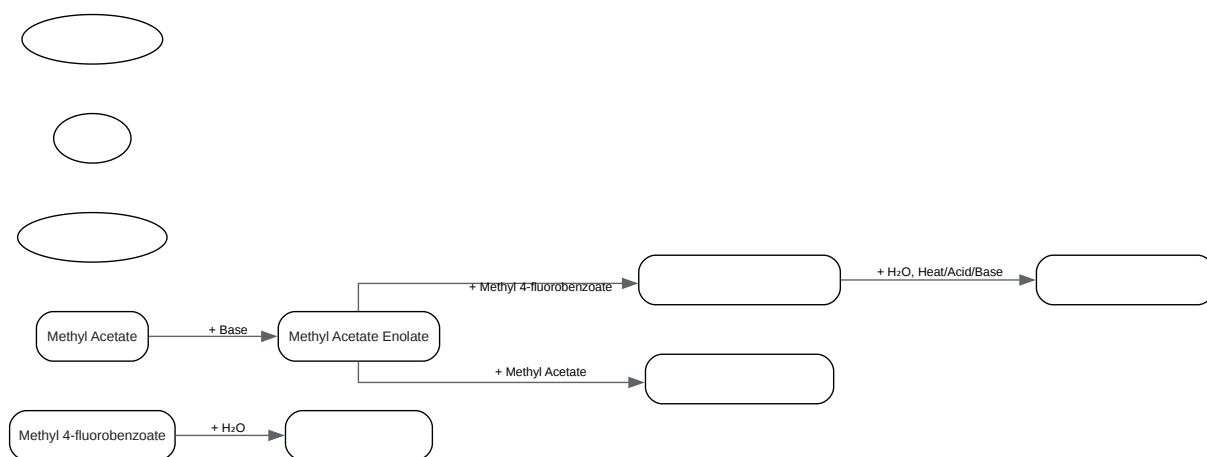 + H₂O, Heat/Acid/Base
+ Methyl 4-fluorobenzoate
Methyl Acetate
+ Base
Methyl Acetate Enolate
+ Methyl Acetate
Methyl 4-fluorobenzoate
+ H₂O